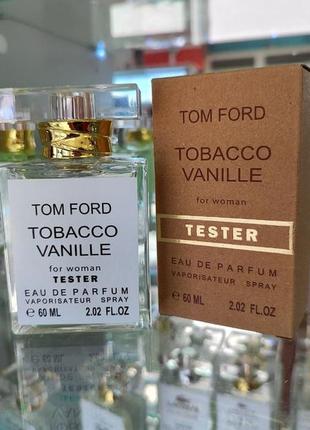 TOM FORD
TOBACCO
VANILLE
for woman
TESTER
EAU DE PARFUM
VAPORISATEUR SPRAY
℮ 60 ML 2.02 FL.OZ
TOM FORD
TOBACCO
VANILLE
for woman
TESTER
EAU DE PARFUM
VAPORISATEUR SPRAY
℮ 60 ML 2.02 FL.OZ